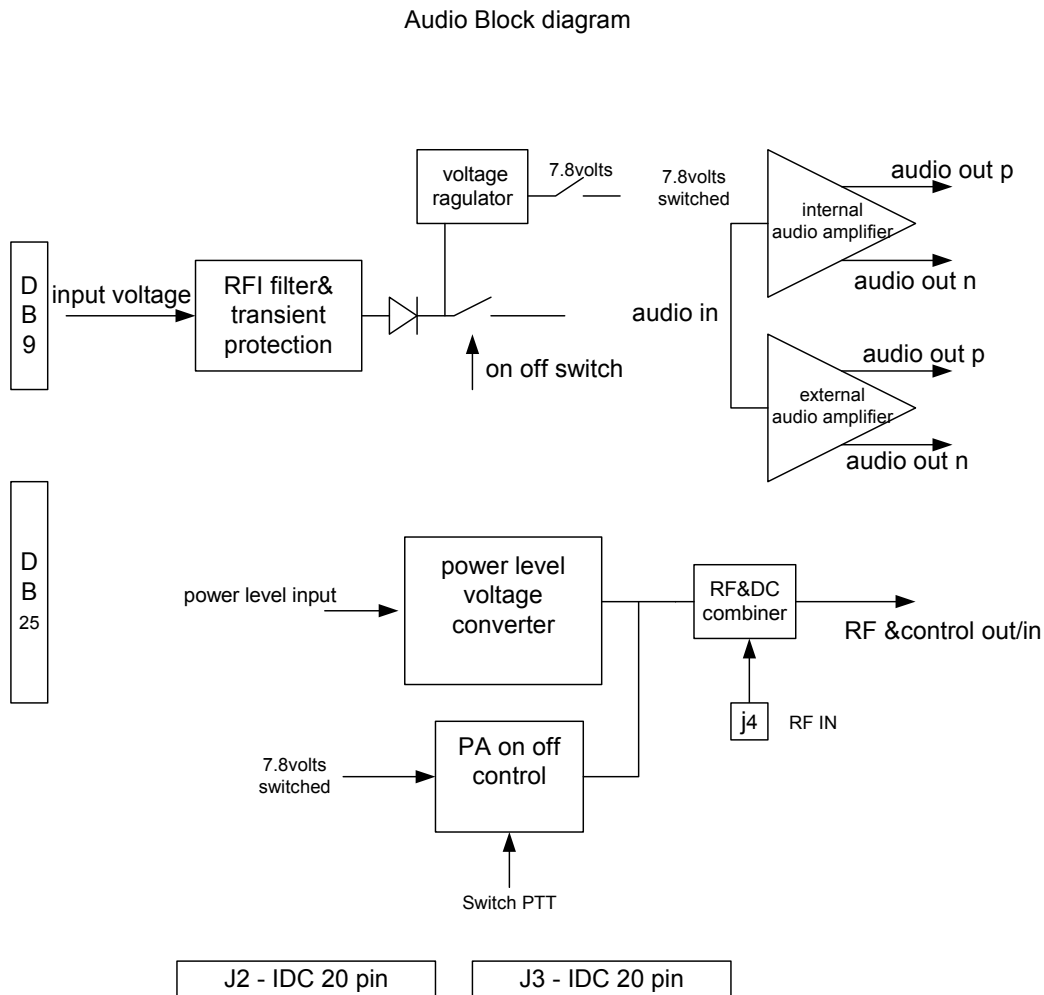 Audio Block diagram
voltage
ragulator
7.8volts
7.8volts
switched
internal
audio amplifier
audio out p
audio out n
D
B
9
input voltage
RFI filter&
transient
protection
on off switch
audio in
external
audio amplifier
audio out p
audio out n
D
B
25
power level input
power level
voltage
converter
RF&DC
combiner
RF &control out/in
j4
RF IN
7.8volts
switched
PA on off
control
Switch PTT
J2 - IDC 20 pin
J3 - IDC 20 pin